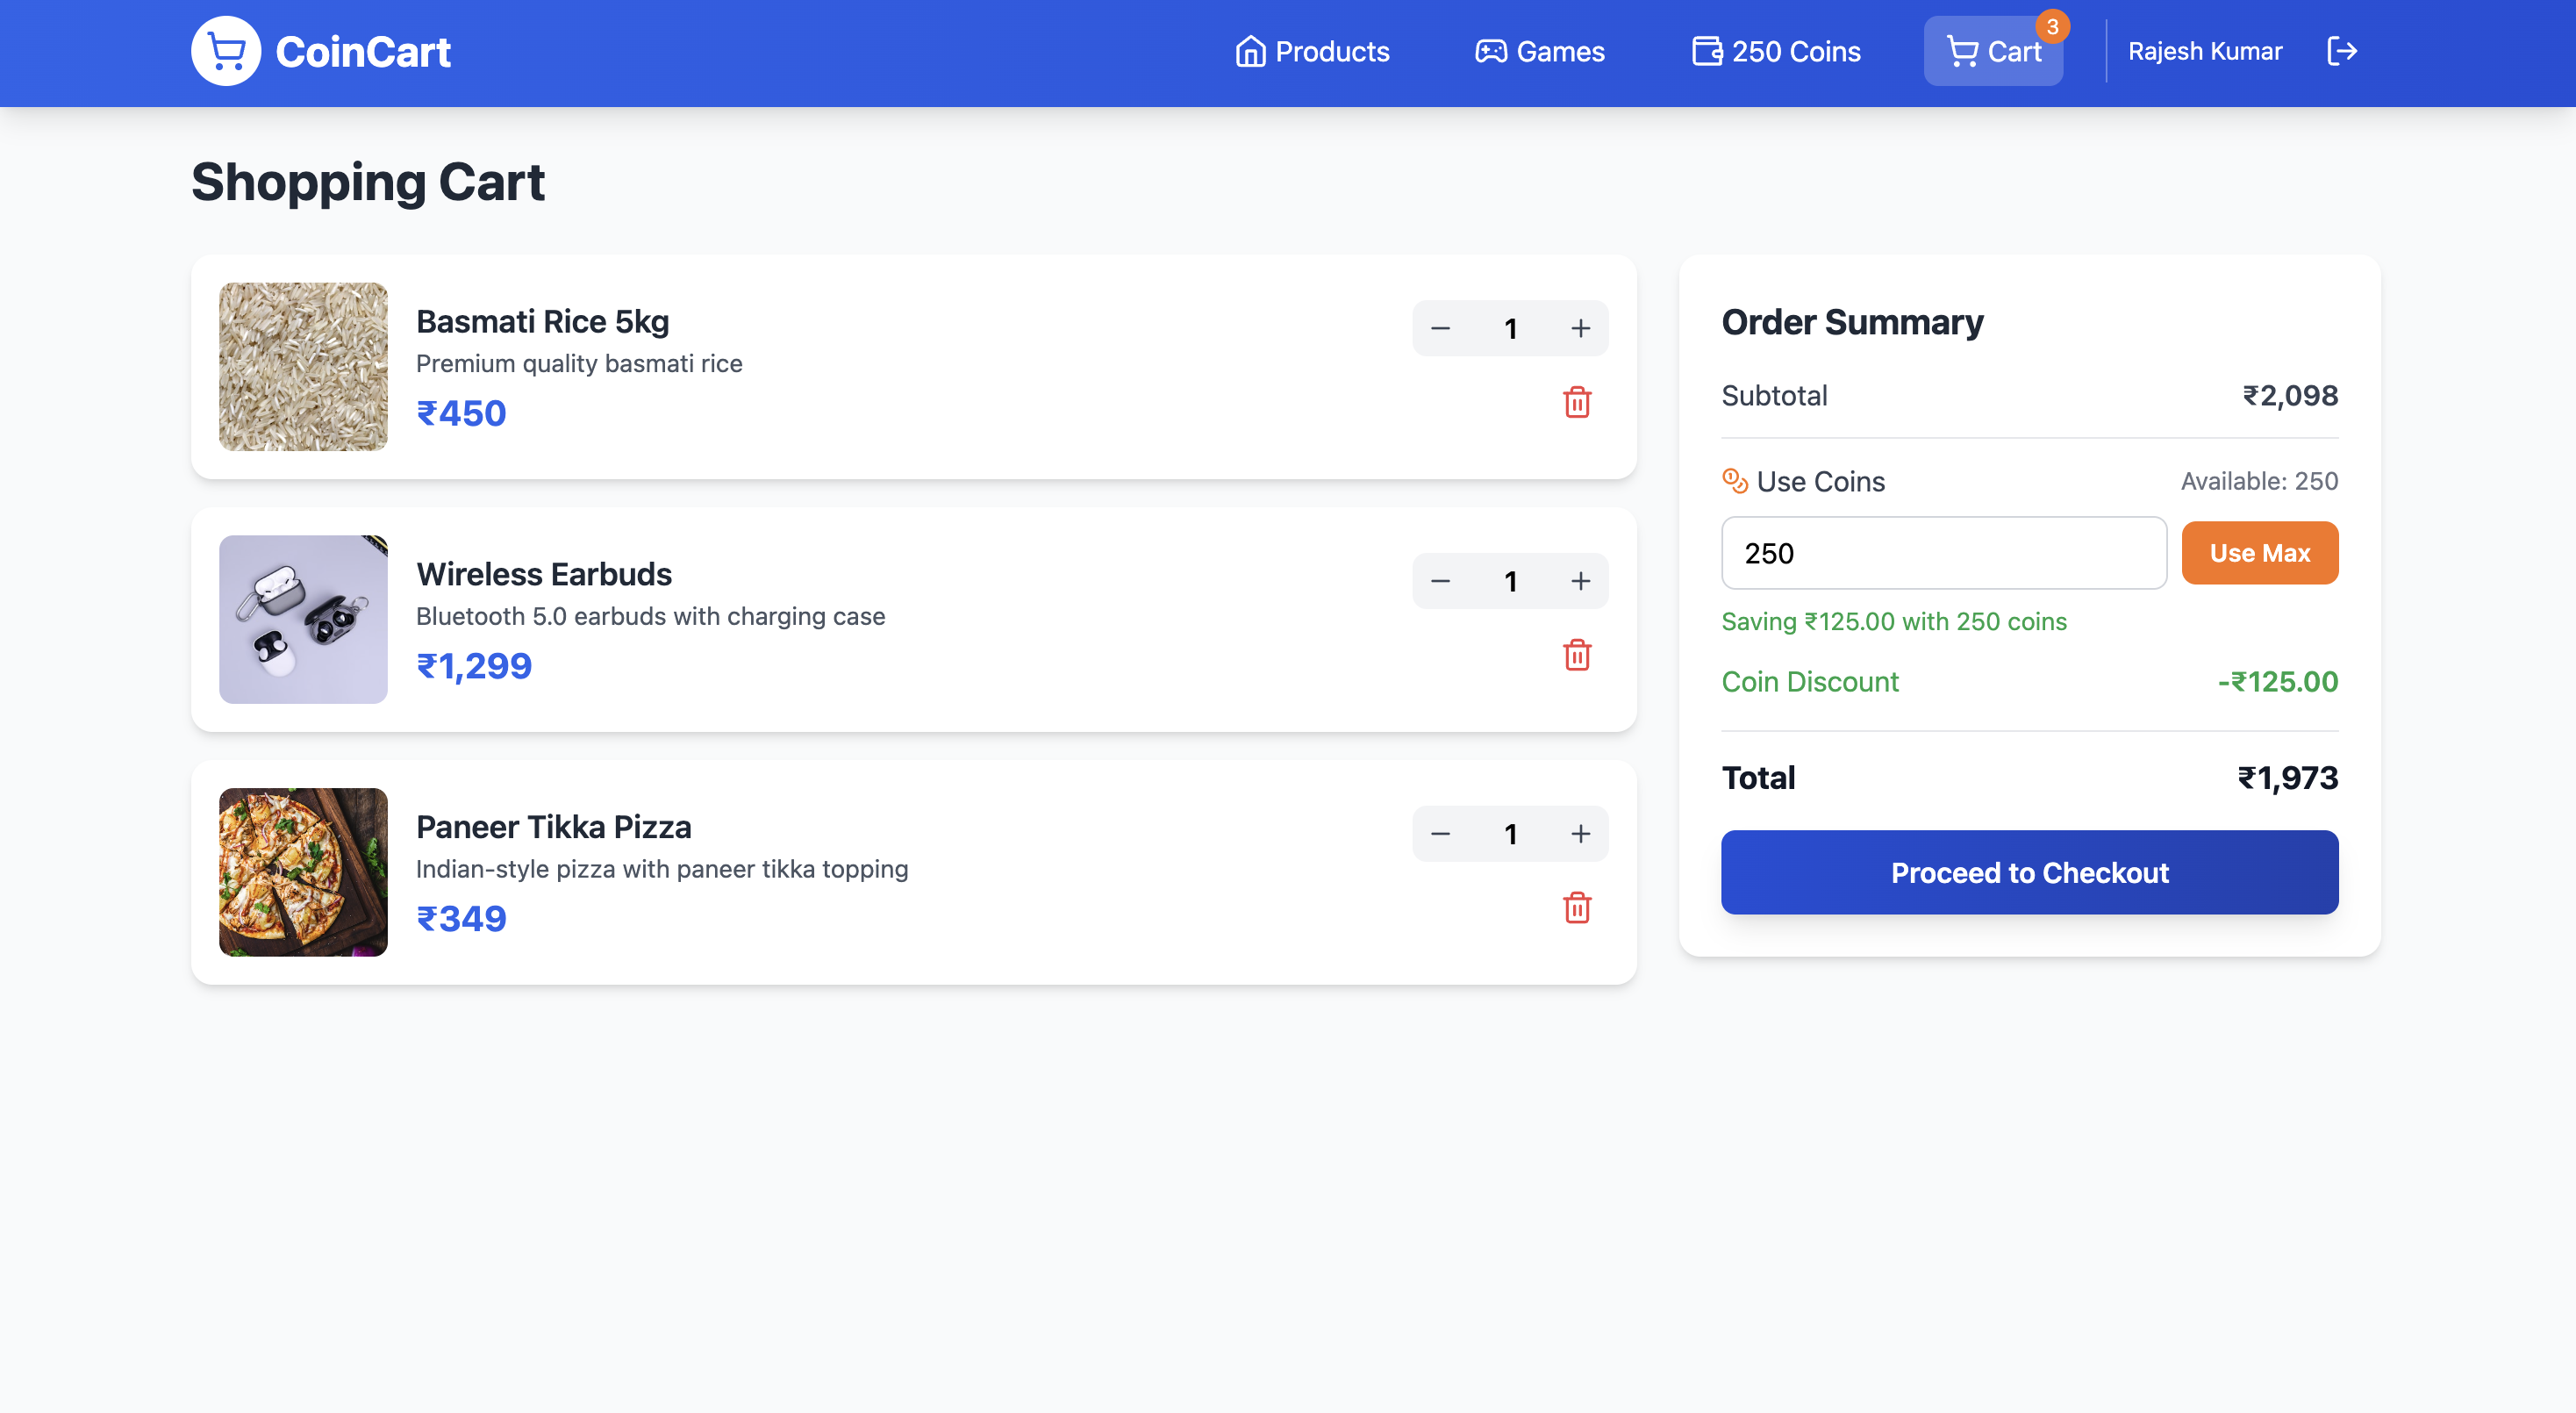 CoinCart
Products
Games
250 Coins
Cart
3
Rajesh Kumar
Shopping Cart
Basmati Rice 5kg
Premium quality basmati rice
₹450
1
Wireless Earbuds
Bluetooth 5.0 earbuds with charging case
₹1,299
1
Paneer Tikka Pizza
Indian-style pizza with paneer tikka topping
₹349
1
Order Summary
Subtotal ₹2,098
Use Coins Available: 250
250 Use Max
Saving ₹125.00 with 250 coins
Coin Discount -₹125.00
Total ₹1,973
Proceed to Checkout